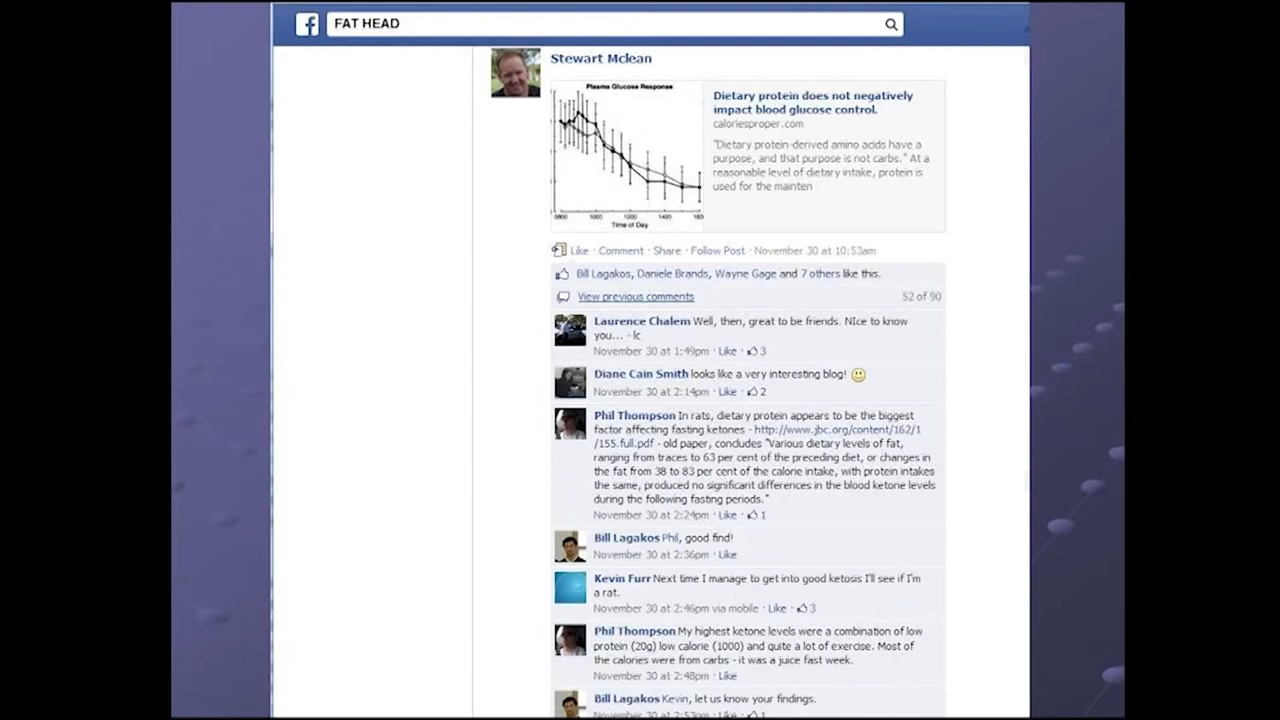 FAT HEAD
Stewart Mclean
Plasma Glucose Response
0800 1000 1200 1400
Time of Day
Dietary protein does not negatively
impact blood glucose control.
caloriesproper.com
"Dietary protein-derived amino acids have a
purpose, and that purpose is not carbs." At a
reasonable level of dietary intake, protein is
used for the mainten
Like · Comment · Share · Follow Post · November 30 at 10:53am
Bill Lagakos, Daniele Brands, Wayne Gage and 7 others like this.
View previous comments 52 of 90
Laurence Chalem Well, then, great to be friends. NIce to know
you... - lc
November 30 at 1:49pm · Like · 3
Diane Cain Smith looks like a very interesting blog!
November 30 at 2:14pm · Like · 2
Phil Thompson In rats, dietary protein appears to be the biggest
factor affecting fasting ketones - http://www.jbc.org/content/162/1
/155.full.pdf - old paper, concludes "Various dietary levels of fat,
ranging from traces to 63 per cent of the preceding diet, or changes in
the fat from 38 to 83 per cent of the calorie intake, with protein intakes
the same, produced no significant differences in the blood ketone levels
during the following fasting periods."
November 30 at 2:24pm · Like · 1
Bill Lagakos Phil, good find!
November 30 at 2:36pm · Like
Kevin Furr Next time I manage to get into good ketosis I'll see if I'm
a rat.
November 30 at 2:46pm via mobile · Like · 3
Phil Thompson My highest ketone levels were a combination of low
protein (20g) low calorie (1000) and quite a lot of exercise. Most of
the calories were from carbs - it was a juice fast week.
November 30 at 2:48pm · Like
Bill Lagakos Kevin, let us know your findings.
November 30 at 2:53pm · Like · 1